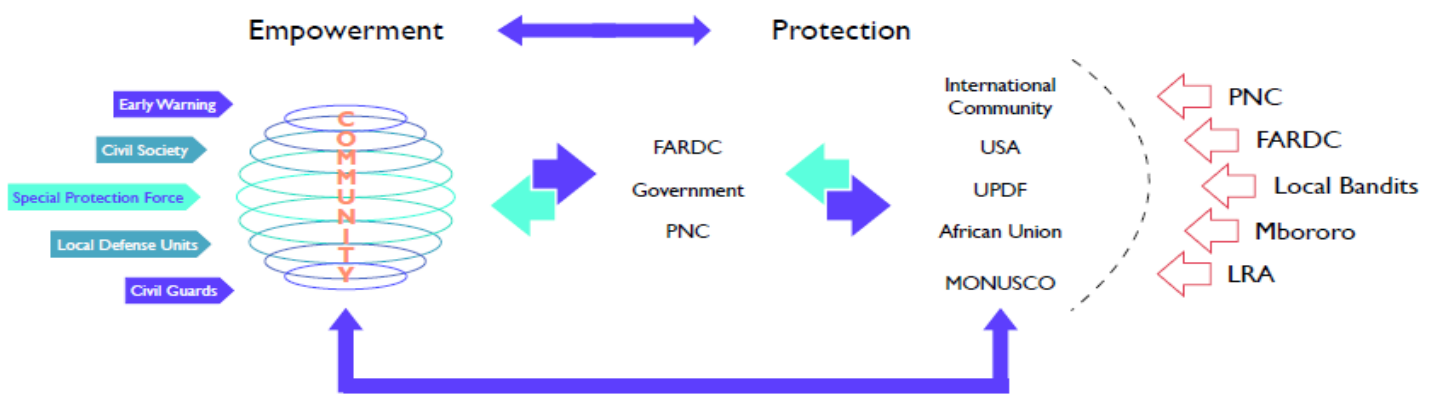 Empowerment
Protection
Early Warning
Civil Society
Special Protection Force
Local Defense Units
Civil Guards
COMMUNITY
FARDC
Government
PNC
International
Community
USA
UPDF
African Union
MONUSCO
PNC
FARDC
Local Bandits
Mbororo
LRA